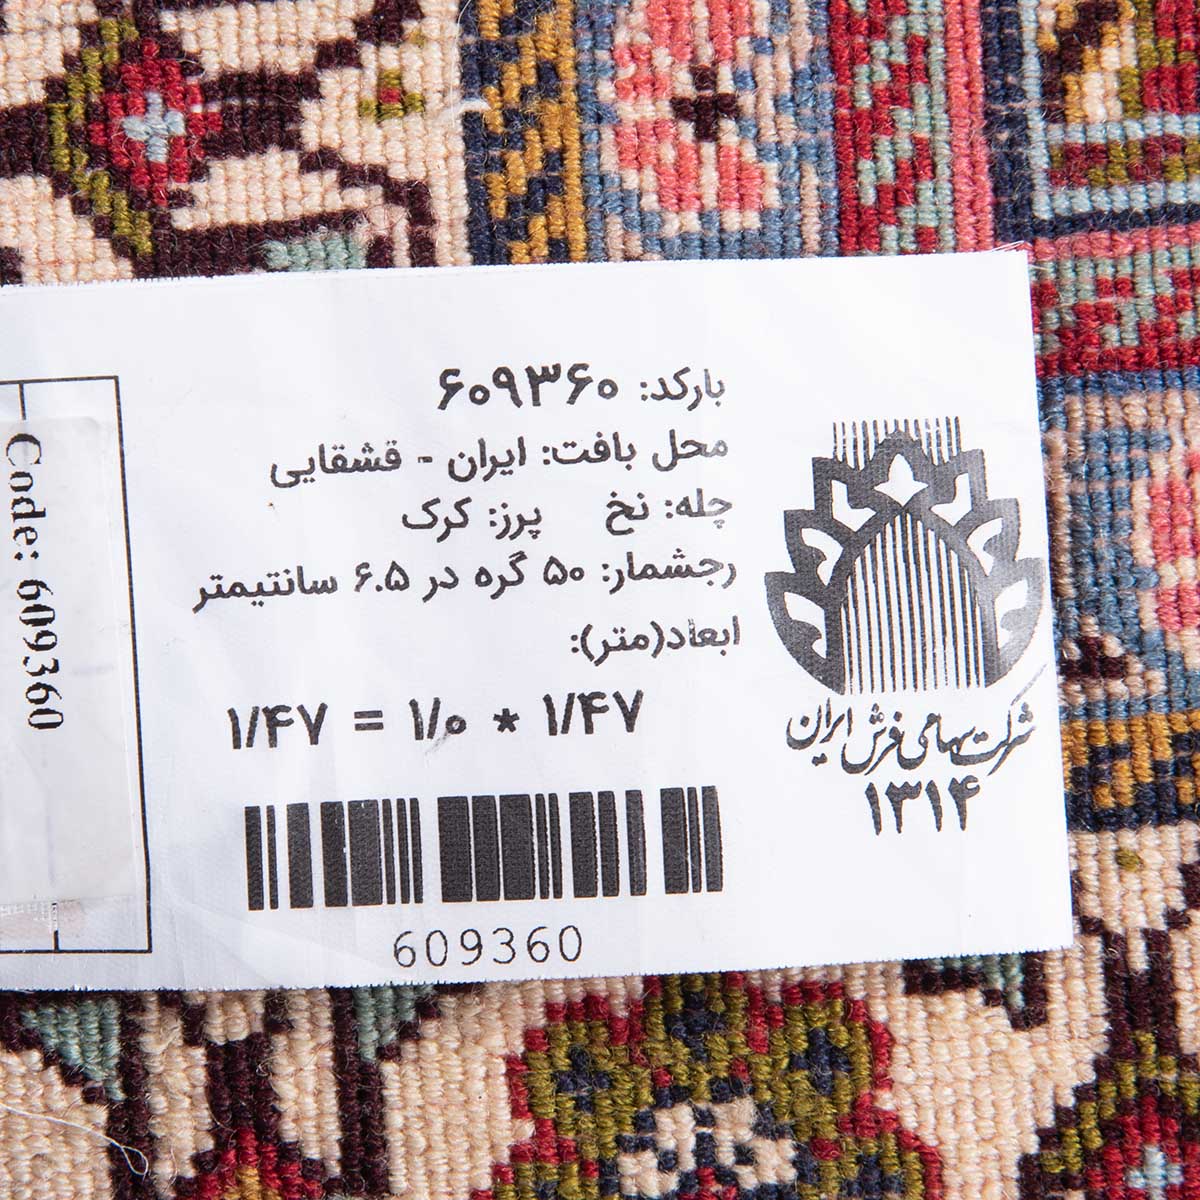 بارکد: ۶۰۹۳۶۰
محل بافت: ایران - قشقایی
چله: نخ پرز: کرک
رجشمار: ۵۰ گره در ۶.۵ سانتیمتر
ابعاد(متر):
۱/۴۷ * ۱/۰ = ۱/۴۷
609360
شرکت سهامی فرش ایران
۱۳۱۴
Code: 609360